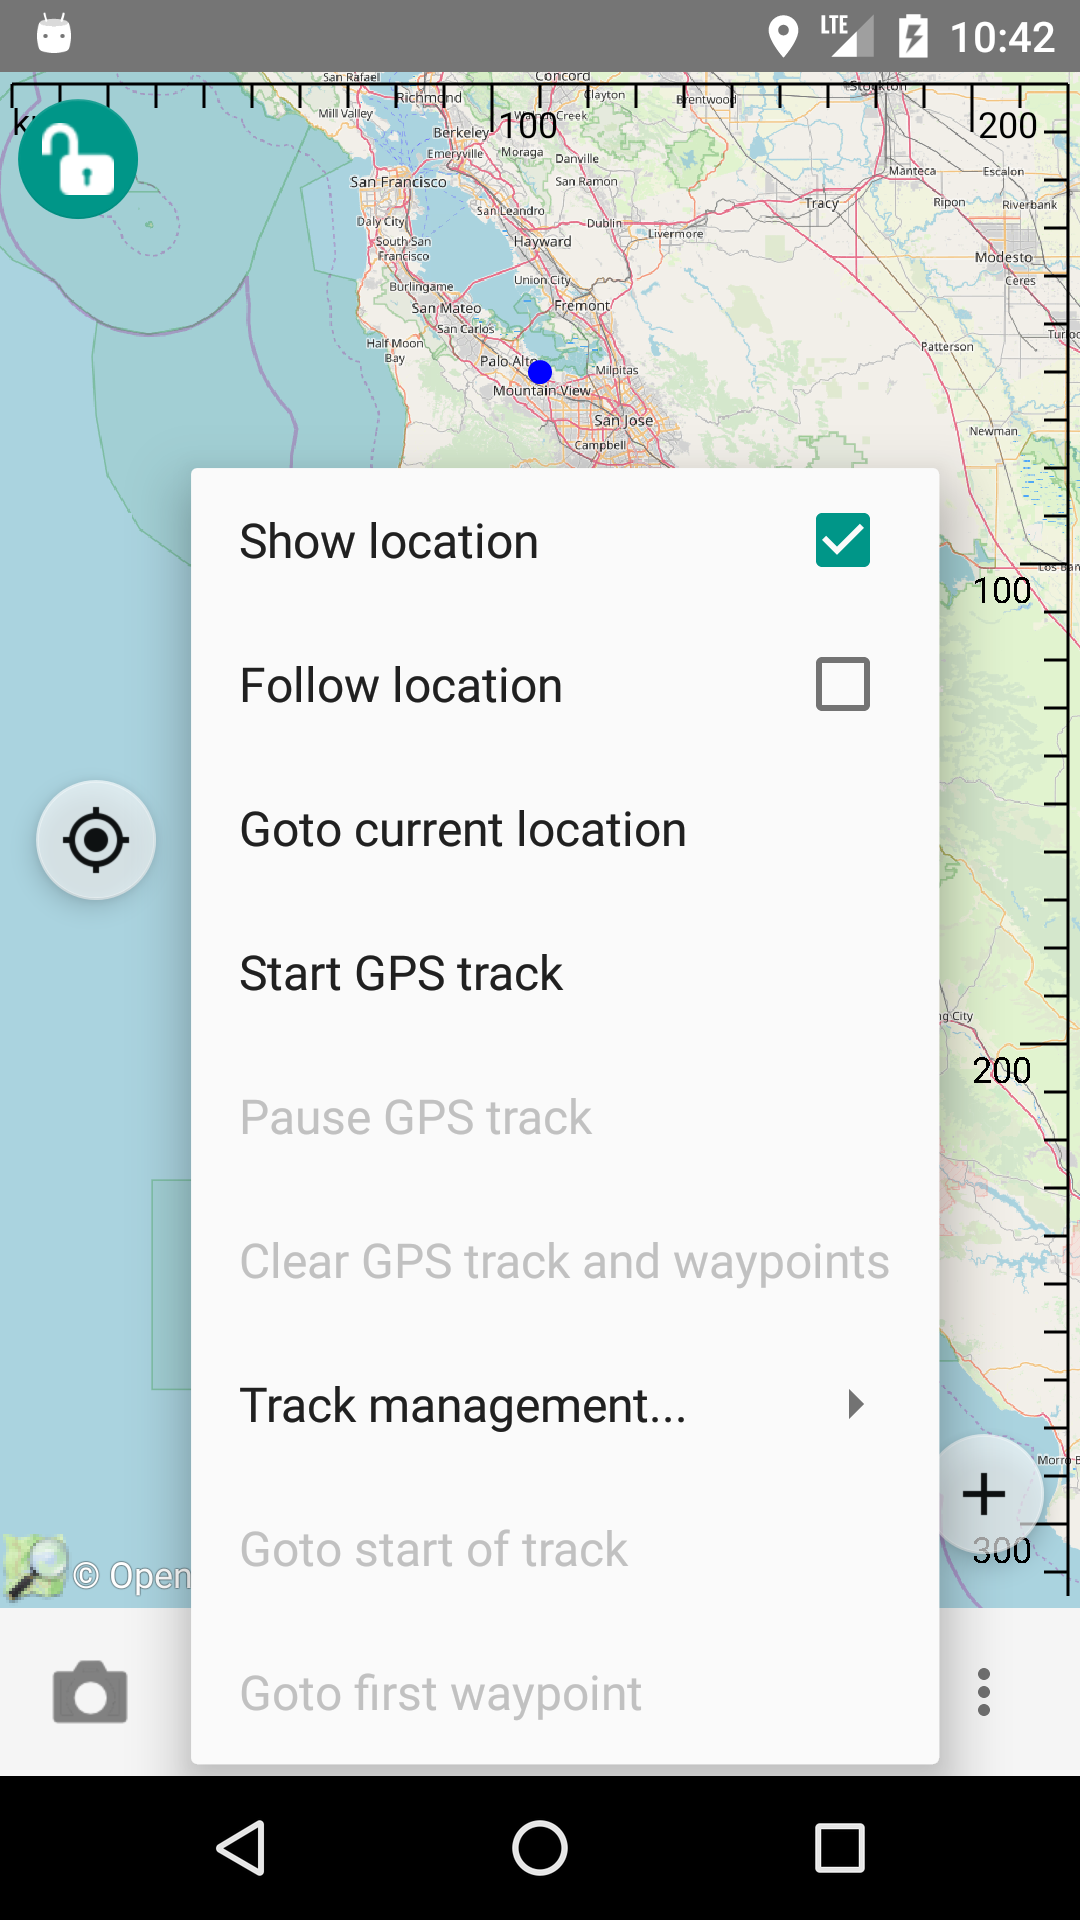 LTE 10:42
San Rafael
Concord
Clayton
Stockton
Richmond
Brentwood
Mill Valley
100
200
Berkeley
Emeryville
Moraga
Danville
San Francisco
San Ramon
Manteca
Escalon
Daly City
San Leandro
Dublin
Tracy
Ripon
Riverbank
South San
Francisco
Hayward
Livermore
Modesto
Burlingame
Union City
Ceres
San Mateo
Fremont
San Carlos
Half Moon
Bay
Patterson
Palo Alto
Milpitas
Mountain View
San Jose
Newman
Campbell
Show location
100
Follow location
Goto current location
Start GPS track
200
Pause GPS track
Clear GPS track and waypoints
Track management...
Goto start of track
300
© Open
Goto first waypoint